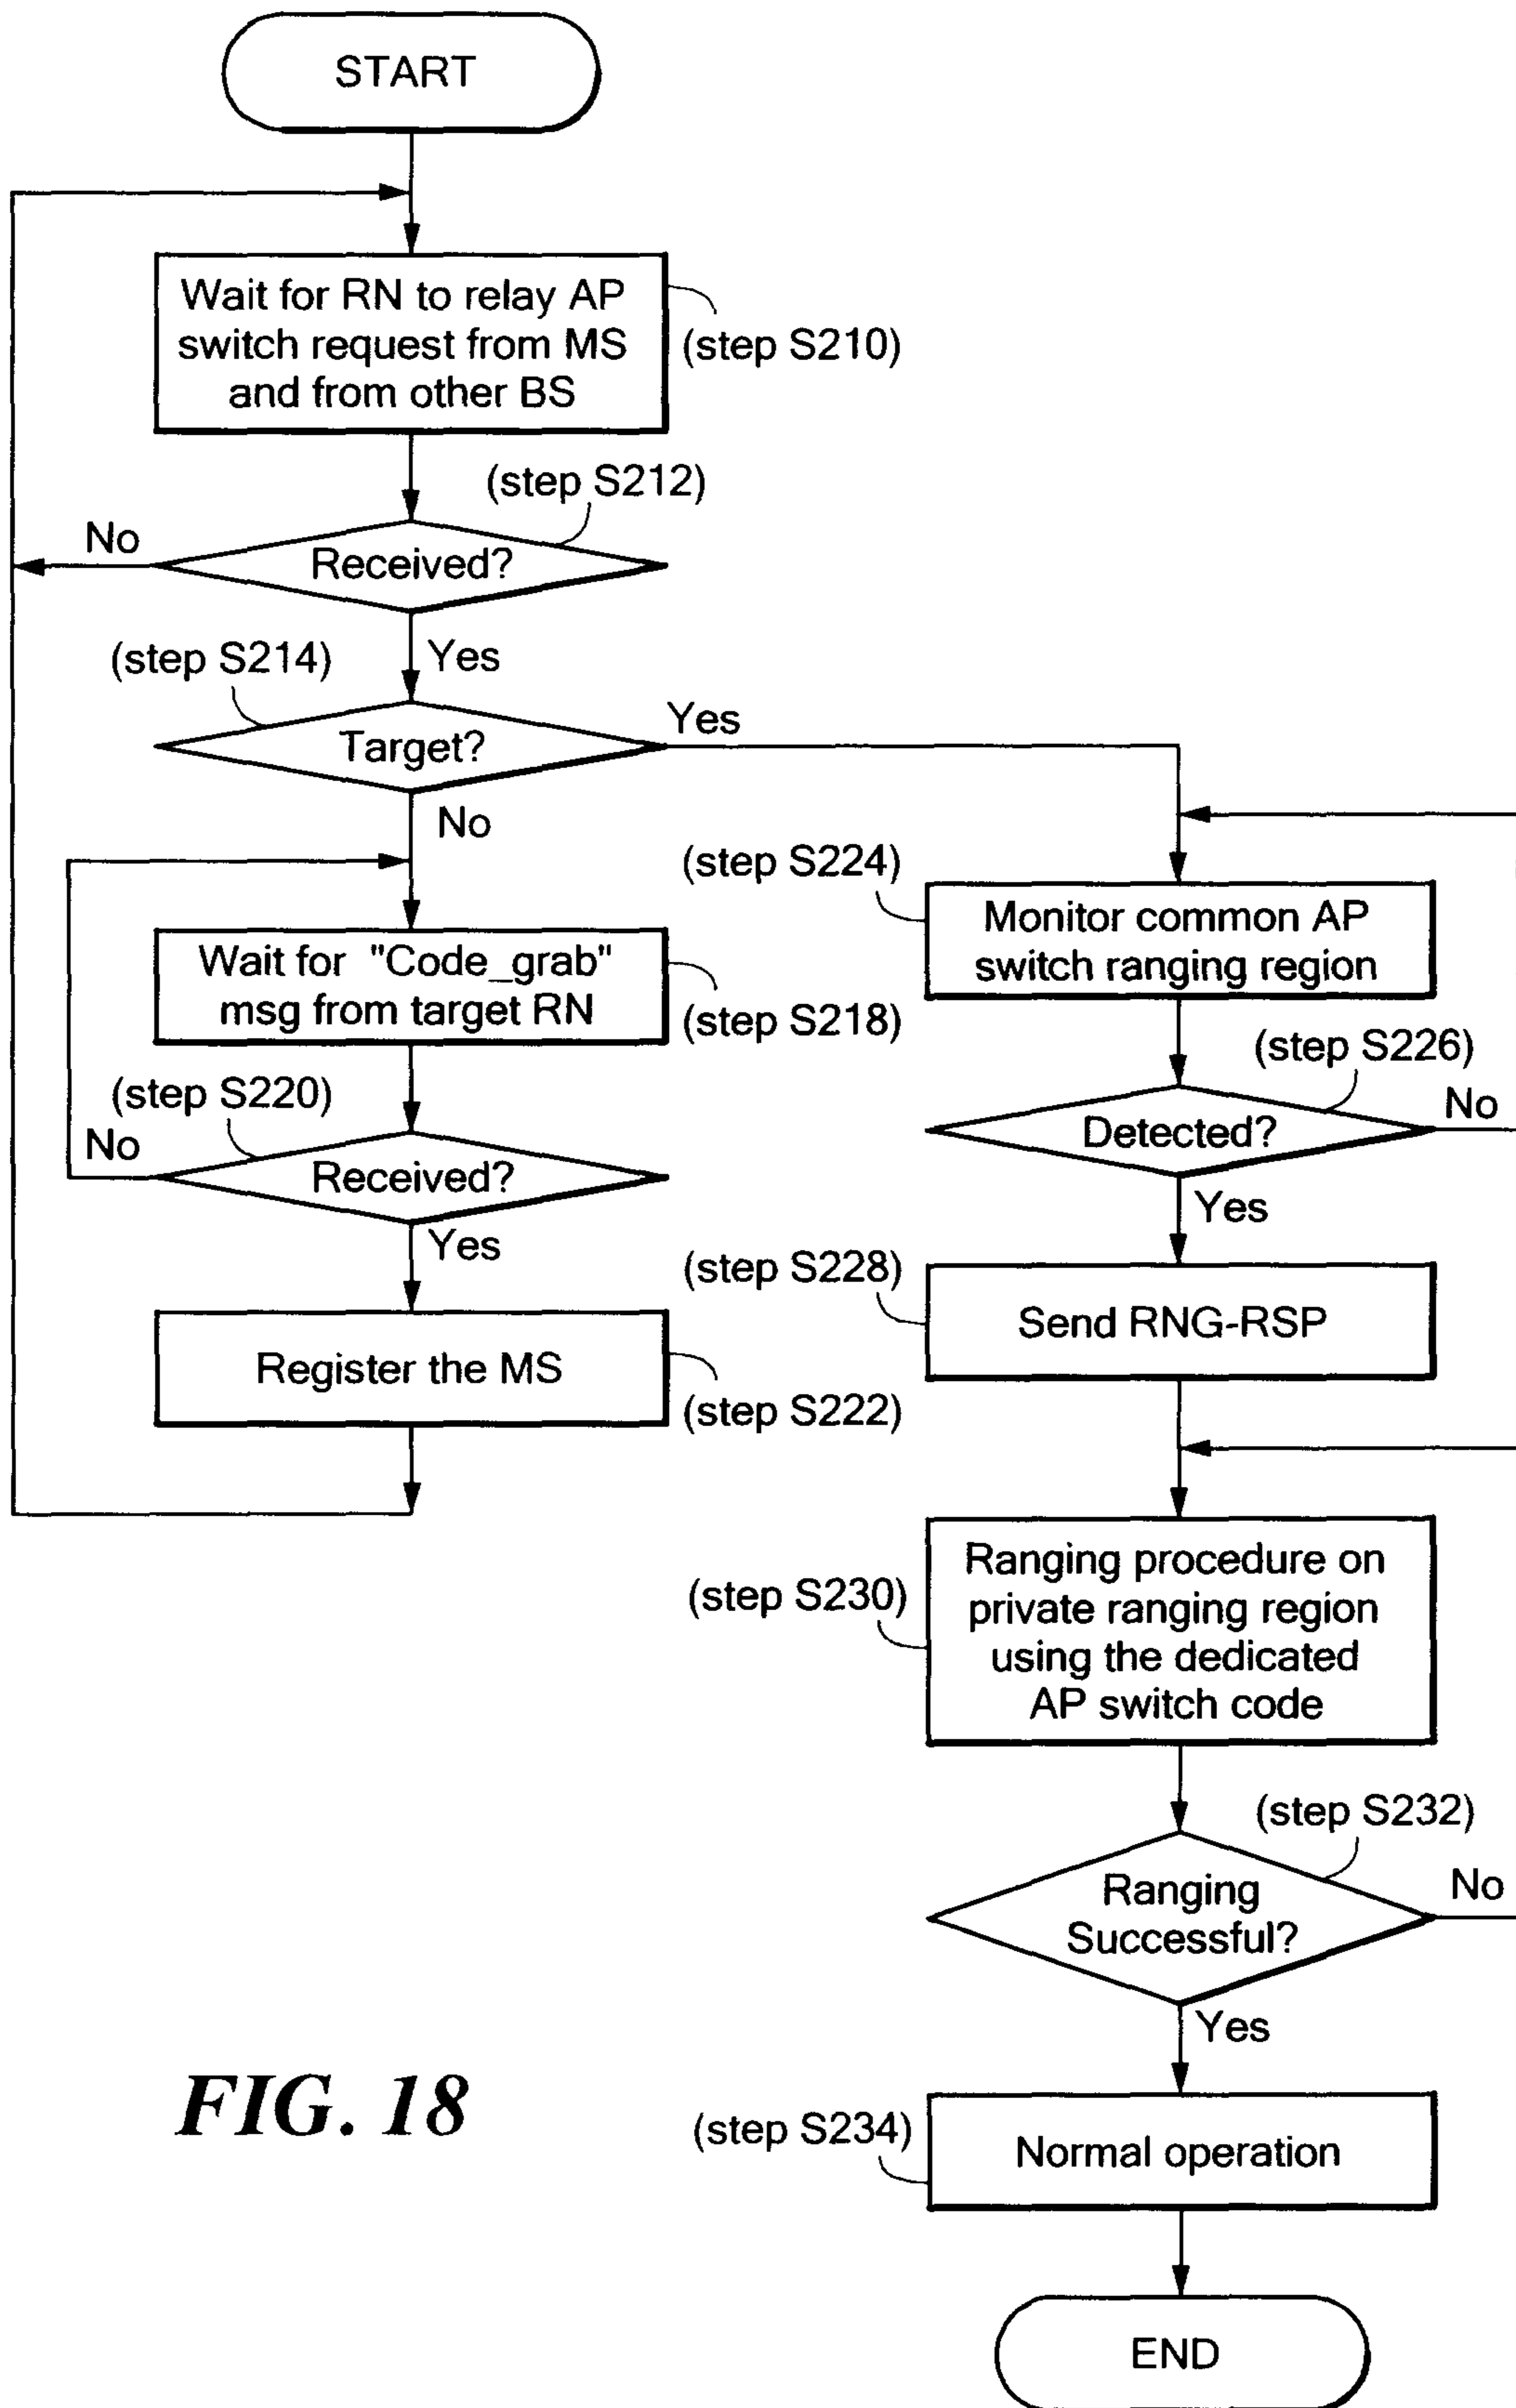 START
Wait for RN to relay AP
switch request from MS
and from other BS
(step S210)
(step S212)
No
Received?
Yes
(step S214)
Target?
Yes
No
Wait for "Code_grab"
msg from target RN
(step S218)
(step S220)
No
Received?
Yes
Register the MS
(step S222)
(step S224)
Monitor common AP
switch ranging region
(step S226)
Detected?
No
Yes
(step S228)
Send RNG-RSP
(step S230)
Ranging procedure on
private ranging region
using the dedicated
AP switch code
(step S232)
Ranging
Successful?
No
Yes
(step S234)
Normal operation
END
FIG. 18